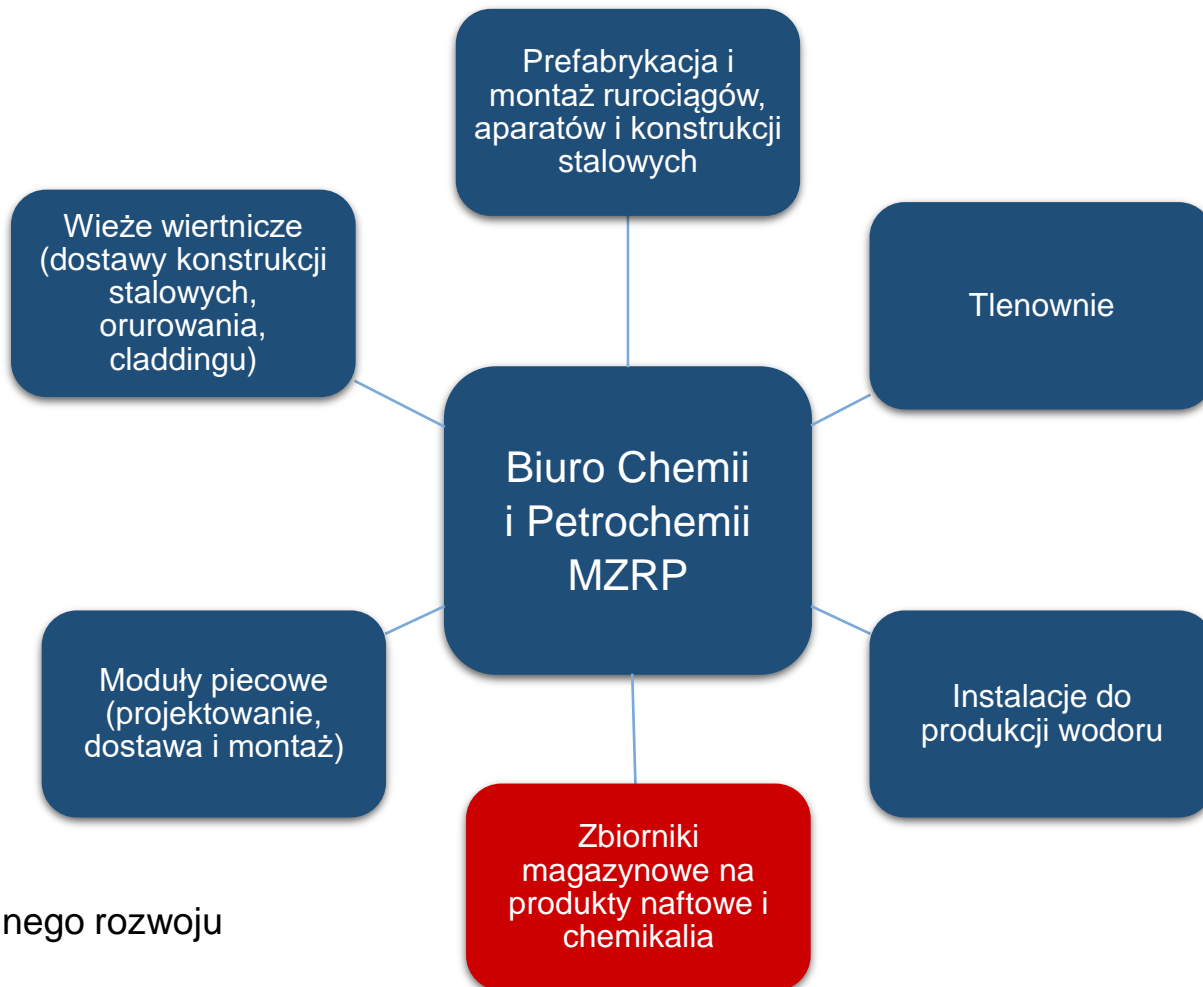 Prefabrykacja i
montaż rurociągów,
aparatów i konstrukcji
stalowych
Wieże wiertnicze
(dostawy konstrukcji
stalowych,
orurowania,
claddingu)
Tlenownie
Biuro Chemii
i Petrochemii
MZRP
Moduły piecowe
(projektowanie,
dostawa i montaż)
Instalacje do
produkcji wodoru
Zbiorniki
magazynowe na
produkty naftowe i
chemikalia
nego rozwoju